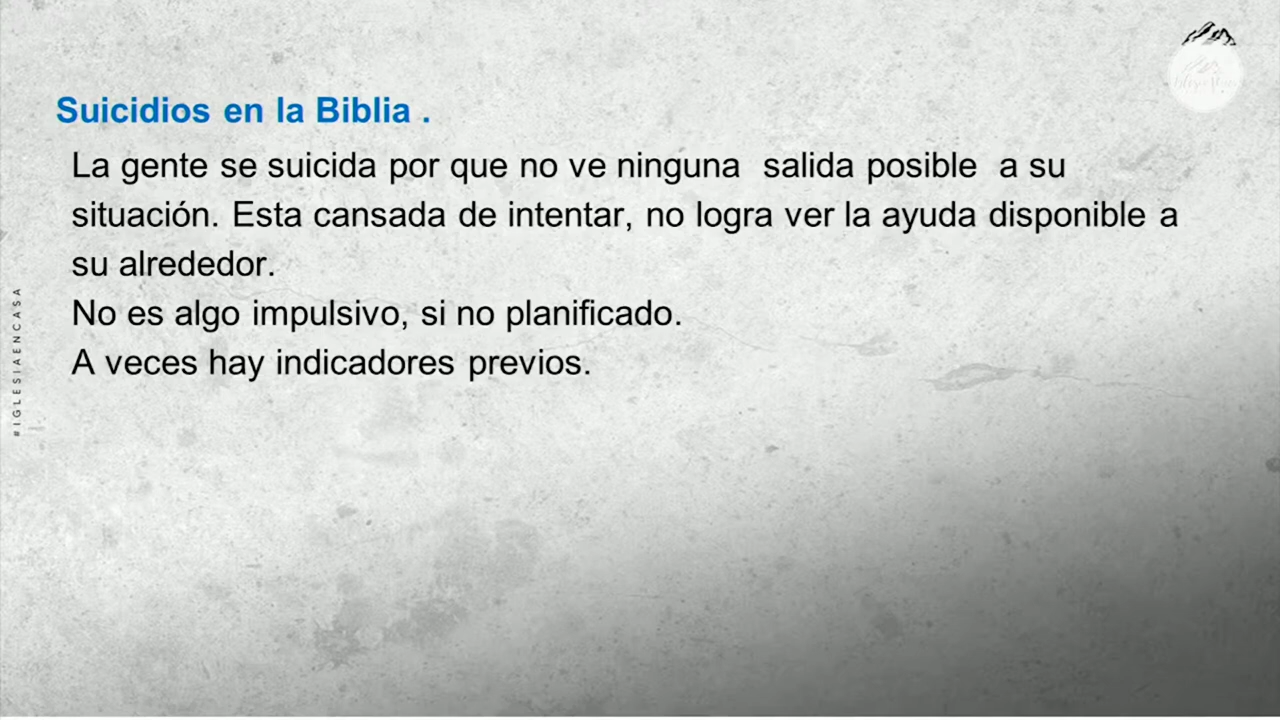 Suicidios en la Biblia .
La gente se suicida por que no ve ninguna  salida posible  a su
situación. Esta cansada de intentar, no logra ver la ayuda disponible a
su alrededor.
No es algo impulsivo, si no planificado.
A veces hay indicadores previos.
#IGLESIAENCASA